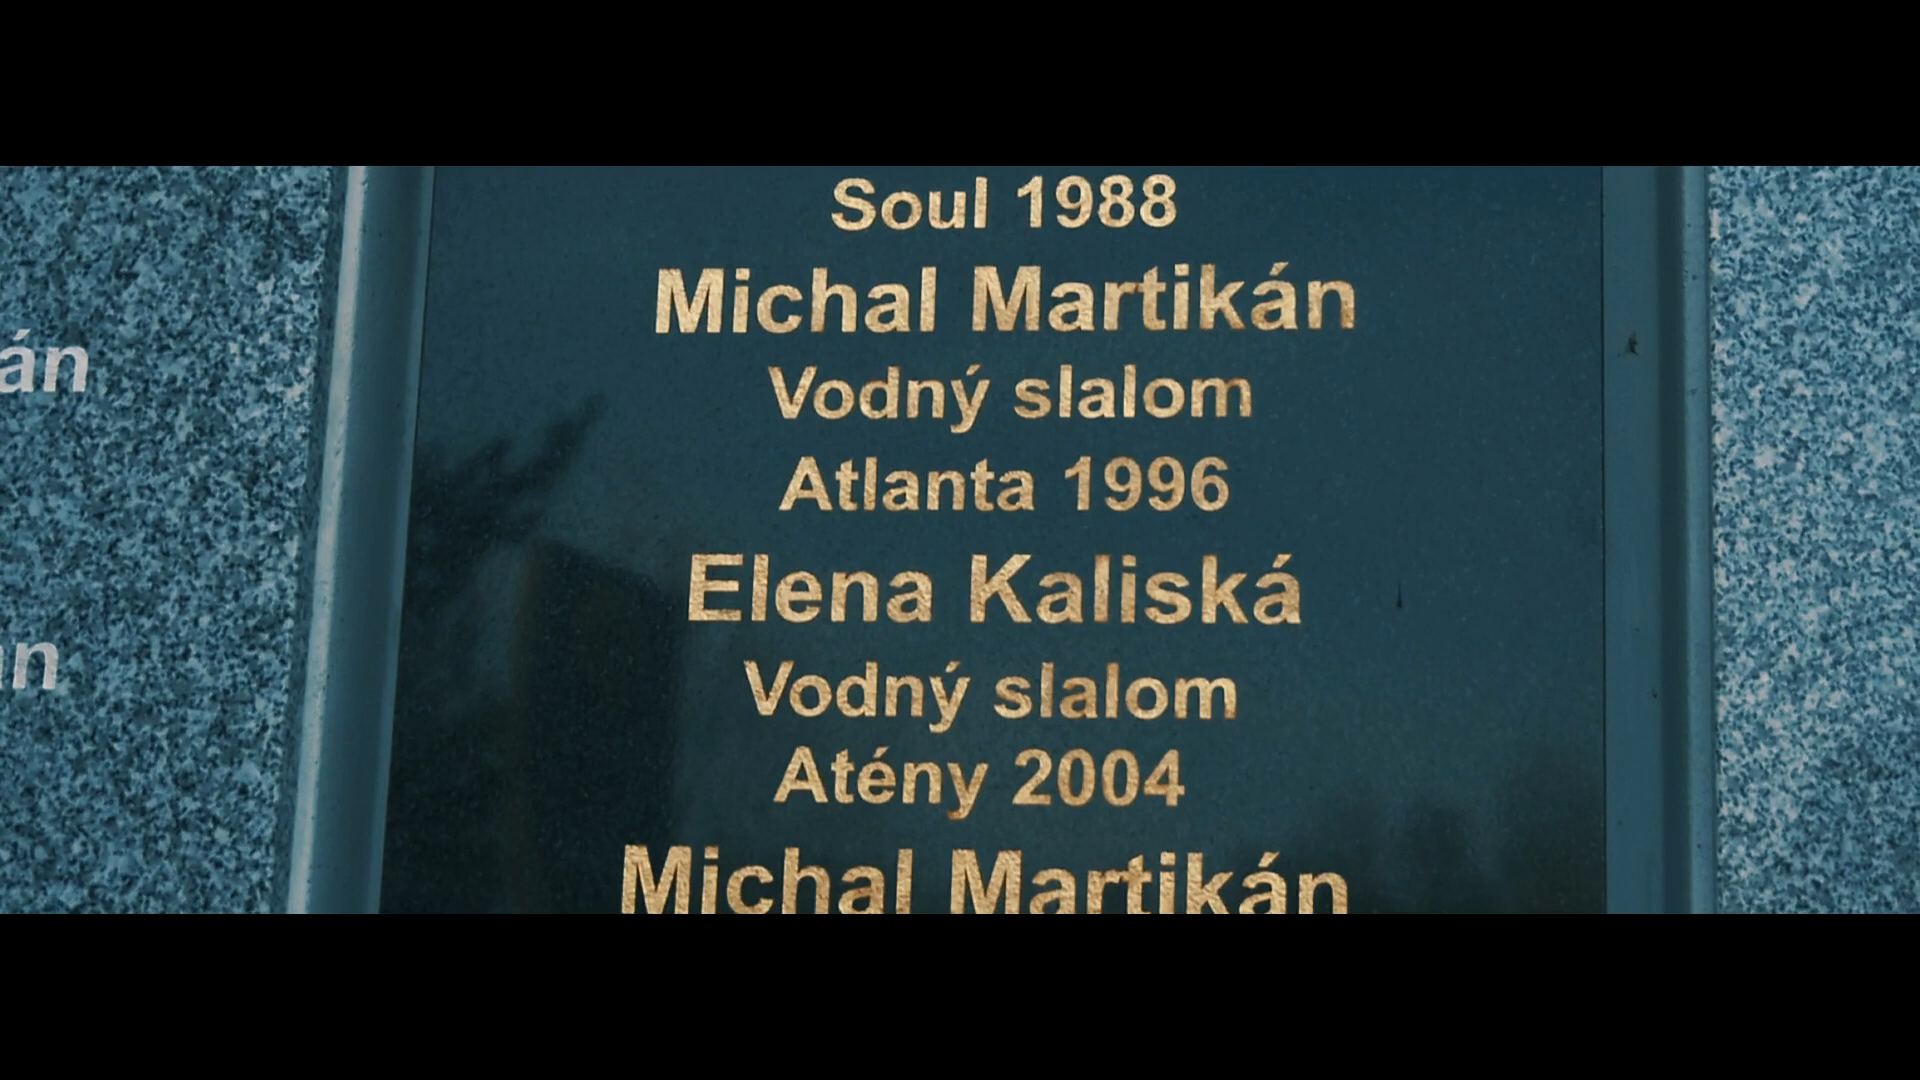 Soul 1988
Michal Martikán
Vodný slalom
Atlanta 1996
Elena Kaliská
Vodný slalom
Atény 2004
Michal Martikán